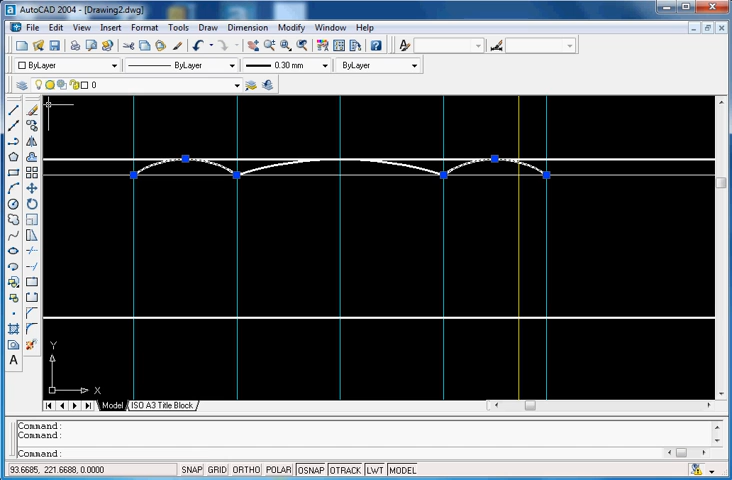 AutoCAD 2004 - [Drawing2.dwg]
File Edit View Insert Format Tools Draw Dimension Modify Window Help
ByLayer ByLayer 0.30 mm ByLayer
0
Y
X
Model ISO A3 Title Block
Command:
Command:
Command:
93.6685, 221.6688, 0.0000 SNAP GRID ORTHO POLAR OSNAP OTRACK LWT MODEL